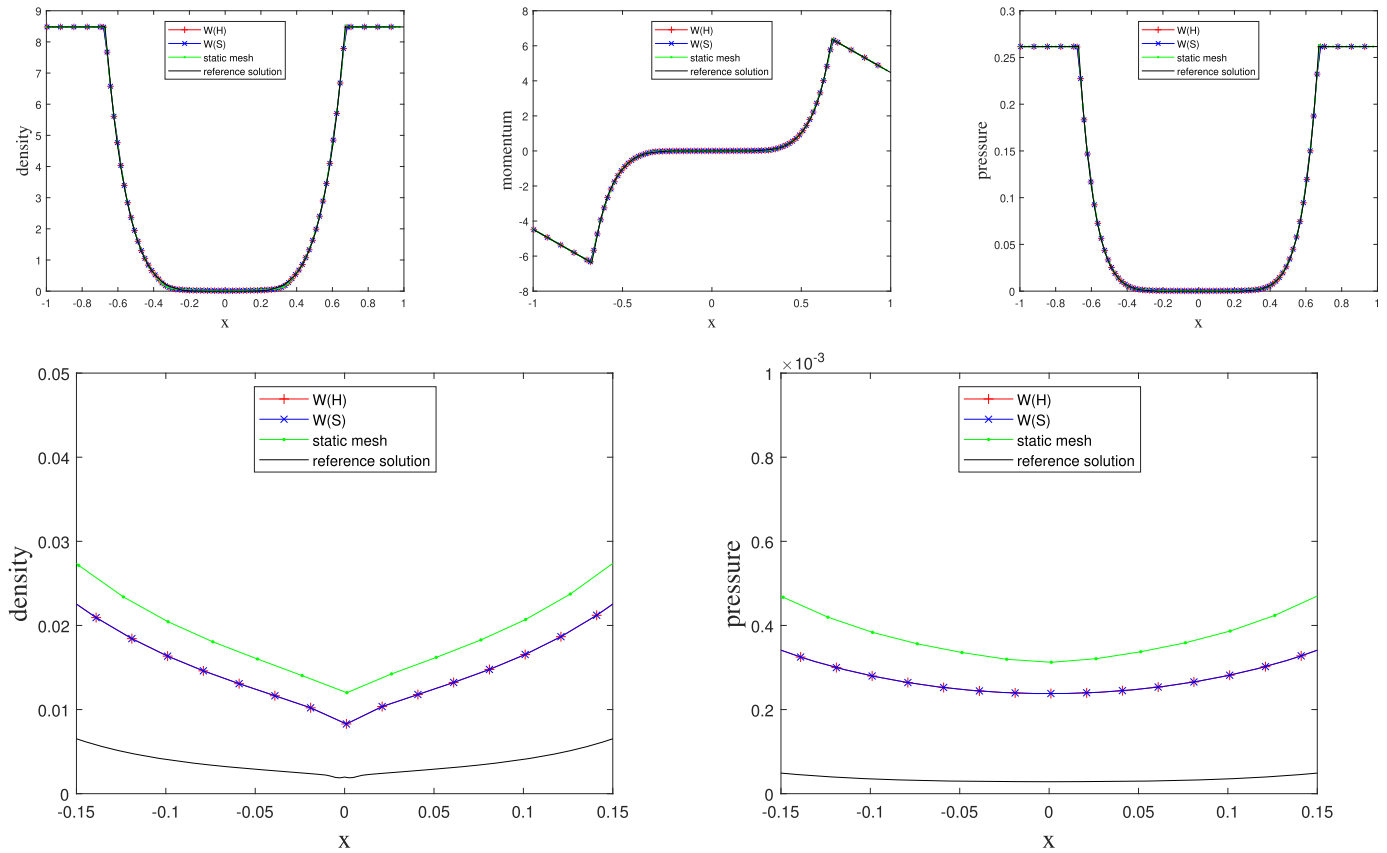 9
8
7
6
5
4
3
2
1
0
density
-1 -0.8 -0.6 -0.4 -0.2 0 0.2 0.4 0.6 0.8 1
x
W(H)
W(S)
static mesh
reference solution
8
6
4
2
0
-2
-4
-6
-8
momentum
-1 -0.5 0 0.5 1
x
W(H)
W(S)
static mesh
reference solution
0.3
0.25
0.2
0.15
0.1
0.05
0
pressure
-1 -0.8 -0.6 -0.4 -0.2 0 0.2 0.4 0.6 0.8 1
x
W(H)
W(S)
static mesh
reference solution
0.05
0.04
0.03
0.02
0.01
0
density
-0.15 -0.1 -0.05 0 0.05 0.1 0.15
x
W(H)
W(S)
static mesh
reference solution
×10-3
1
0.8
0.6
0.4
0.2
0
pressure
-0.15 -0.1 -0.05 0 0.05 0.1 0.15
x
W(H)
W(S)
static mesh
reference solution